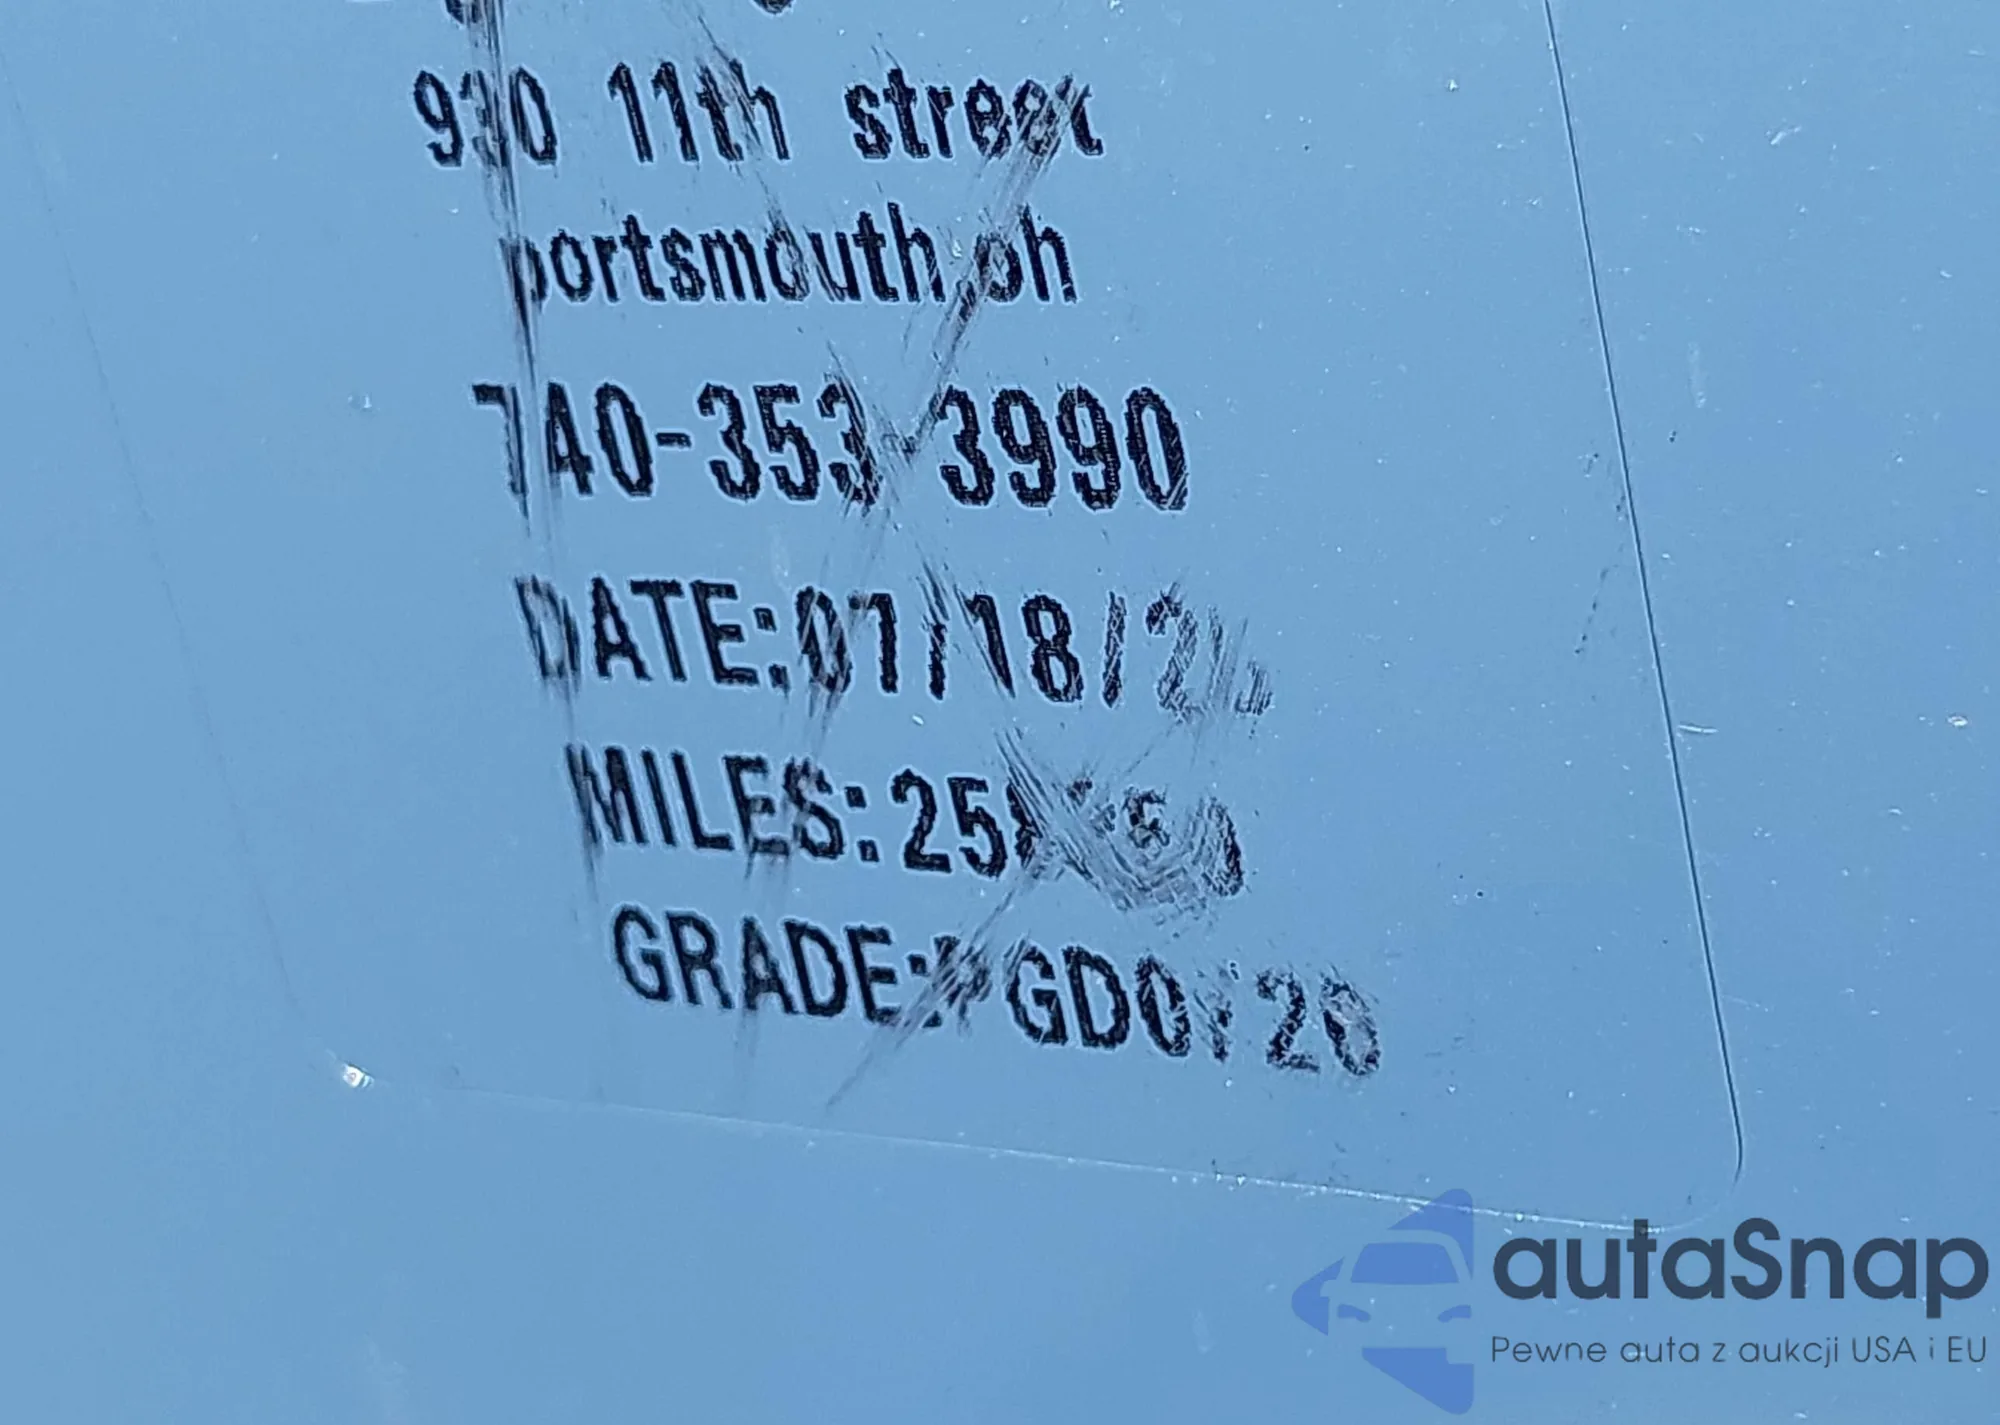 930 11th street
portsmouth,oh
740-353-3990
DATE:07/18/24
MILES:
GRADE:
autaSnap
Pewne auta z aukcji USA i EU